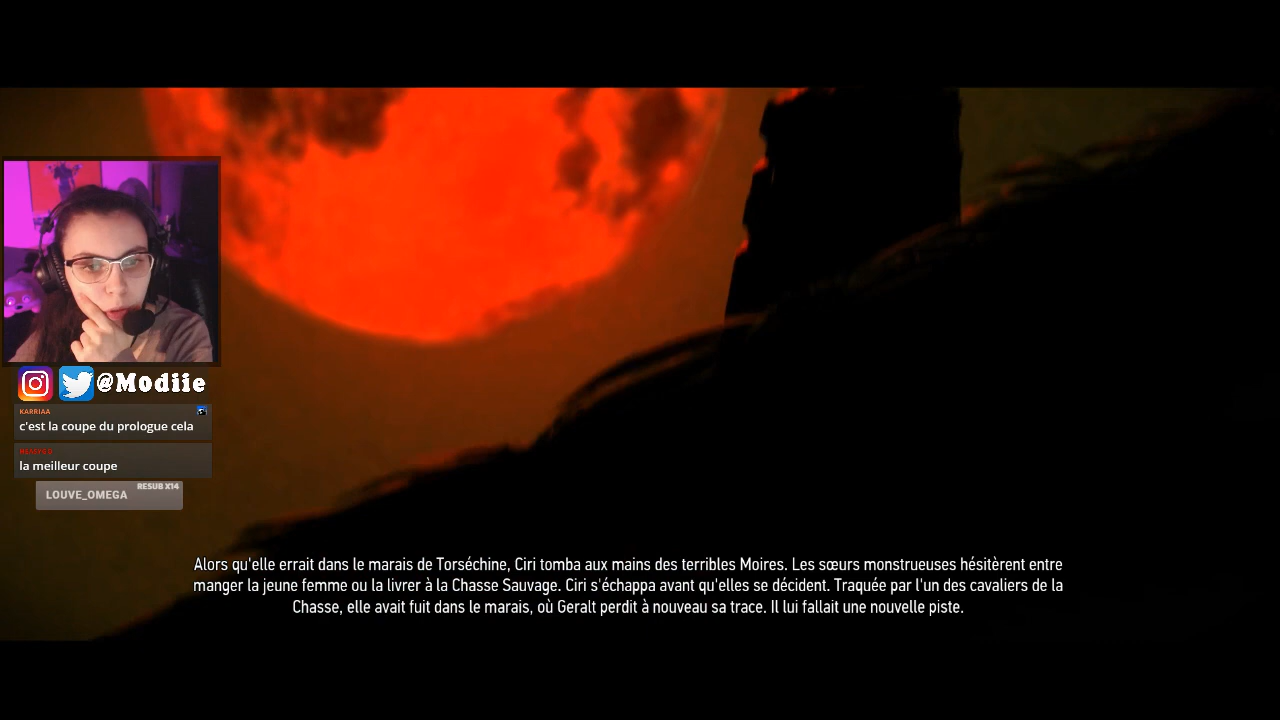 @Modiie
KARRIAA
c'est la coupe du prologue cela
la meilleur coupe
RESUB X14
LOUVE_OMEGA
Alors qu'elle errait dans le marais de Torséchine, Ciri tomba aux mains des terribles Moires. Les sœurs monstrueuses hésitèrent entre
manger la jeune femme ou la livrer à la Chasse Sauvage. Ciri s'échappa avant qu'elles se décident. Traquée par l'un des cavaliers de la
Chasse, elle avait fuit dans le marais, où Geralt perdit à nouveau sa trace. Il lui fallait une nouvelle piste.